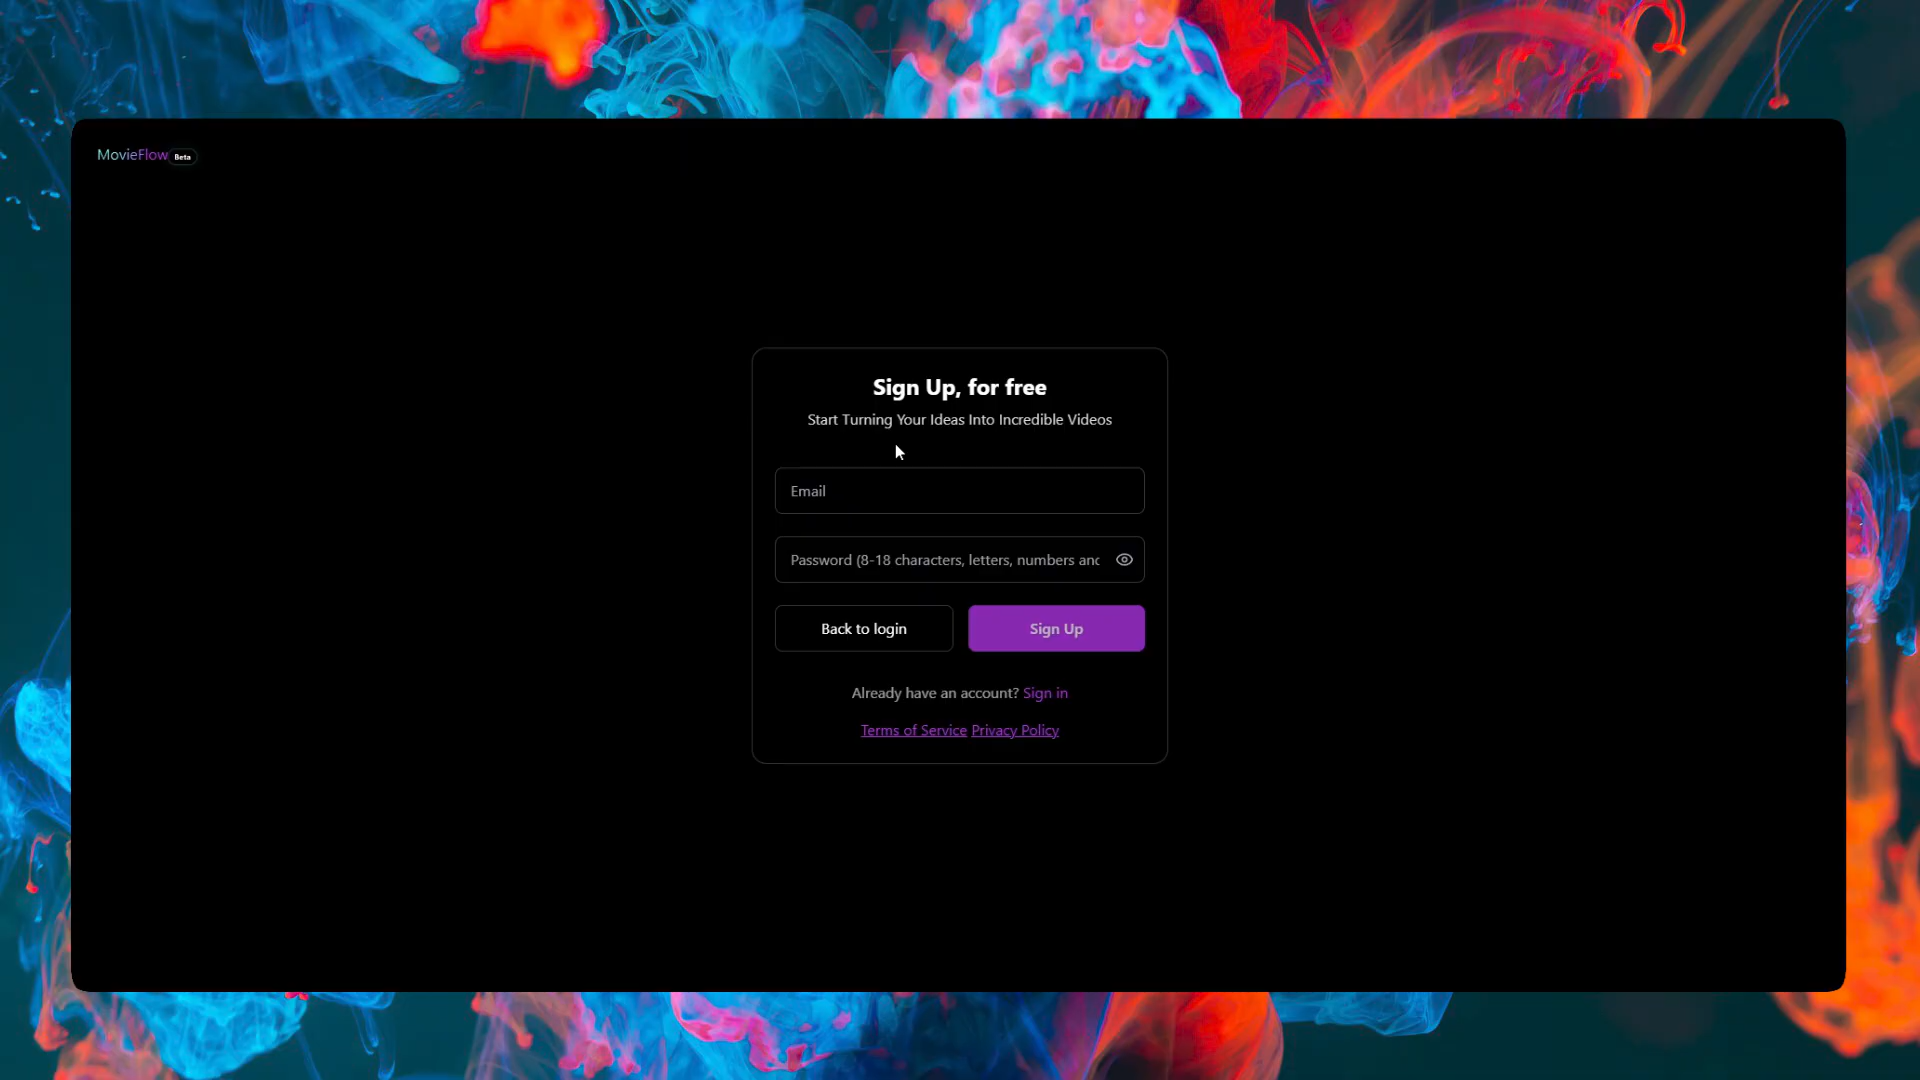 MovieFlow Beta
Sign Up, for free
Start Turning Your Ideas Into Incredible Videos
Email
Password (8-18 characters, letters, numbers and
Back to login
Sign Up
Already have an account? Sign in
Terms of Service Privacy Policy